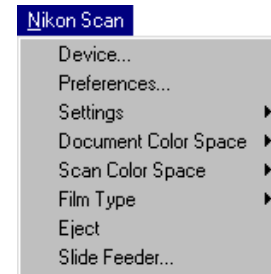 Nikon Scan
Device...
Preferences...
Settings
Document Color Space
Scan Color Space
Film Type
Eject
Slide Feeder...